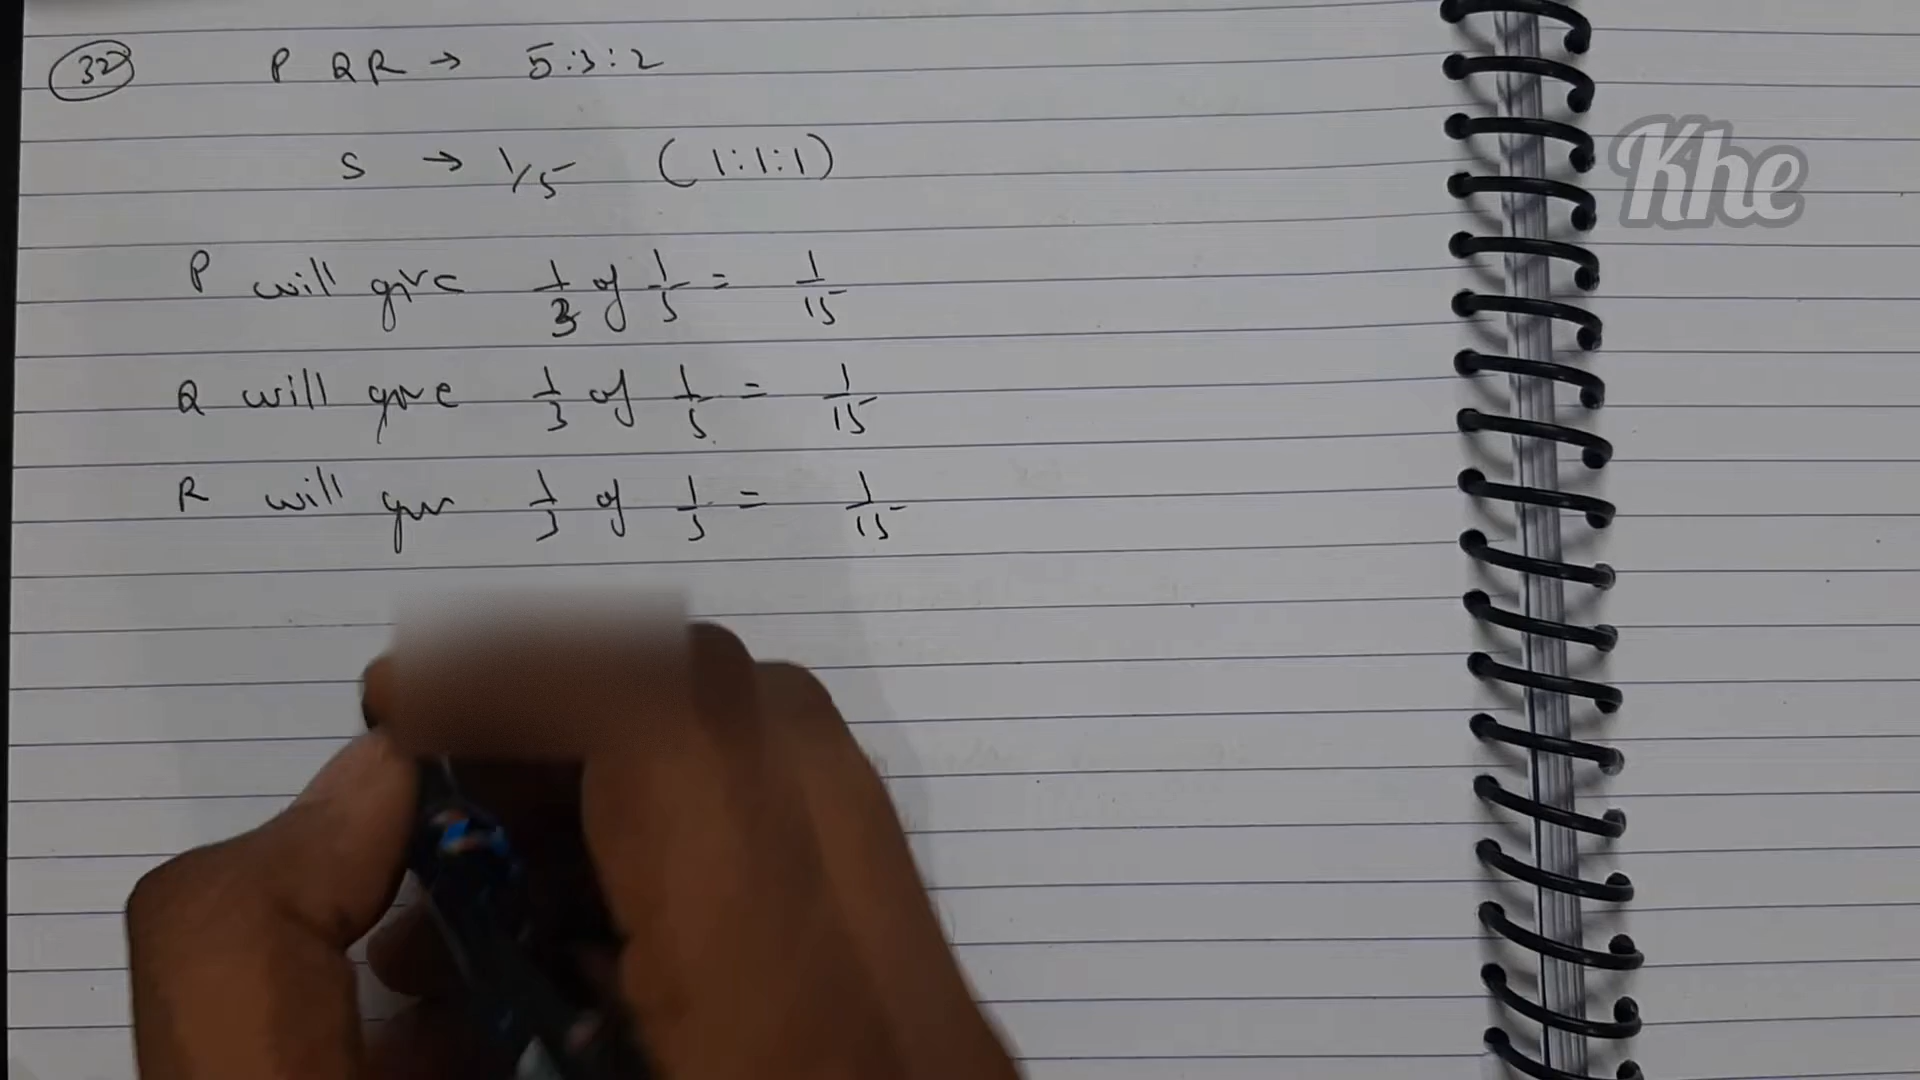 32 P Q R → 5:3:2
S → 1/5 (1:1:1)
P will give 1/3 of 1/5 = 1/15
Q will give 1/3 of 1/5 = 1/15
R will give 1/3 of 1/5 = 1/15
Khe